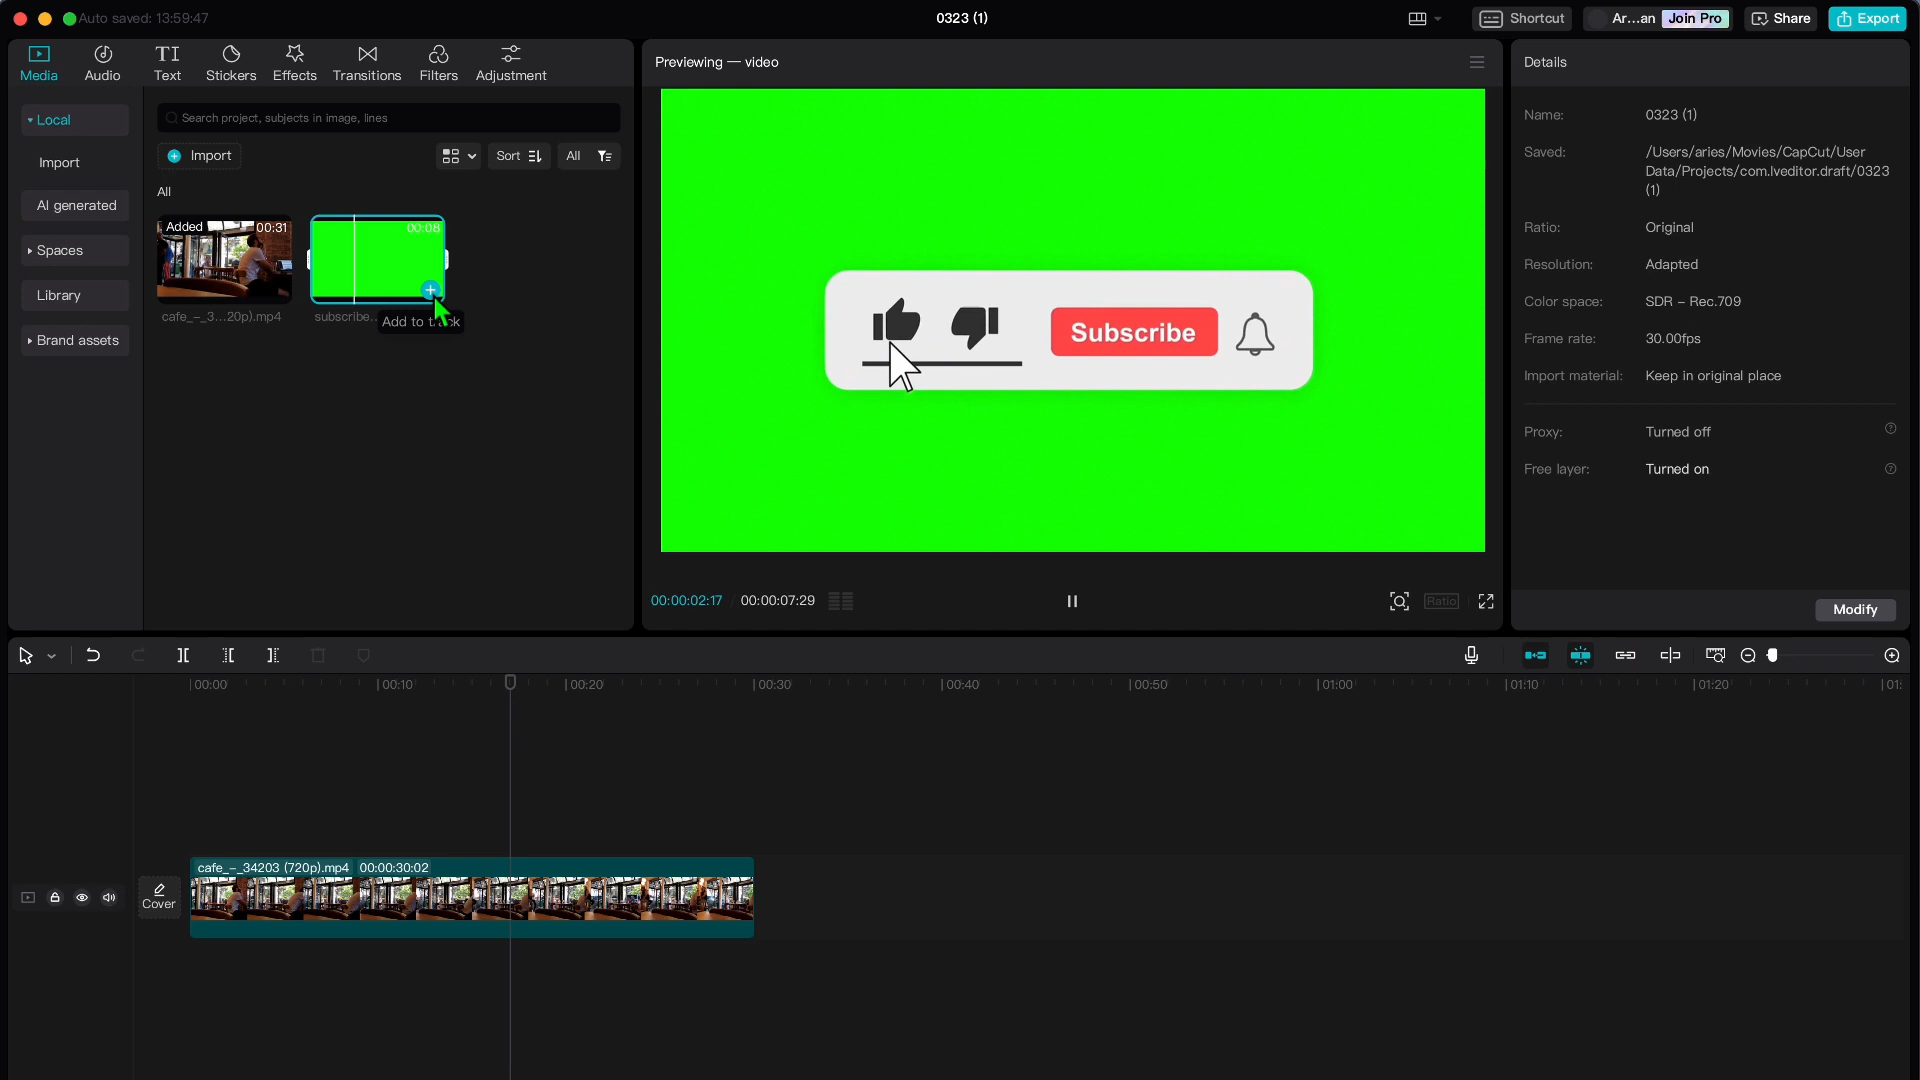 Auto saved: 13:59:47
0323 (1)
Shortcut
Ar...an
Join Pro
Share
Export
Media
Audio
Text
Stickers
Effects
Transitions
Filters
Adjustment
Local
Import
AI generated
Spaces
Library
Brand assets
Search project, subjects in image, lines
Import
Sort
All
All
Added
00:31
00:08
cafe_-_3...20p).mp4
subscribe...
Add to track
Previewing — video
Subscribe
00:00:02:17
00:00:07:29
Ratio
Details
Name: 0323 (1)
Saved: /Users/aries/Movies/CapCut/User
Data/Projects/com.lveditor.draft/0323
(1)
Ratio: Original
Resolution: Adapted
Color space: SDR – Rec.709
Frame rate: 30.00fps
Import material: Keep in original place
Proxy: Turned off
Free layer: Turned on
Modify
00:00
00:10
00:20
00:30
00:40
00:50
01:00
01:10
01:20
01:
cafe_-_34203 (720p).mp4 00:00:30:02
Cover